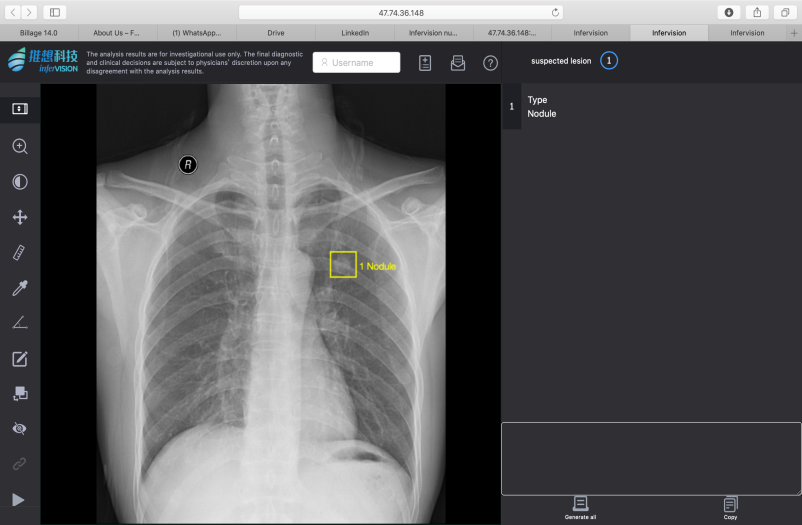 47.74.36.148
Billage 14.0
About Us – F...
(1) WhatsApp...
Drive
LinkedIn
Infervision nu...
47.74.36.148:...
Infervision
Infervision
Infervision
推想科技
inferVISION
The analysis results are for investigational use only. The final diagnostic
and clinical decisions are subject to physicians' discretion upon any
disagreement with the analysis results.
Username
suspected lesion 1
1 Type
Nodule
R
1 Nodule
Generate all
Copy